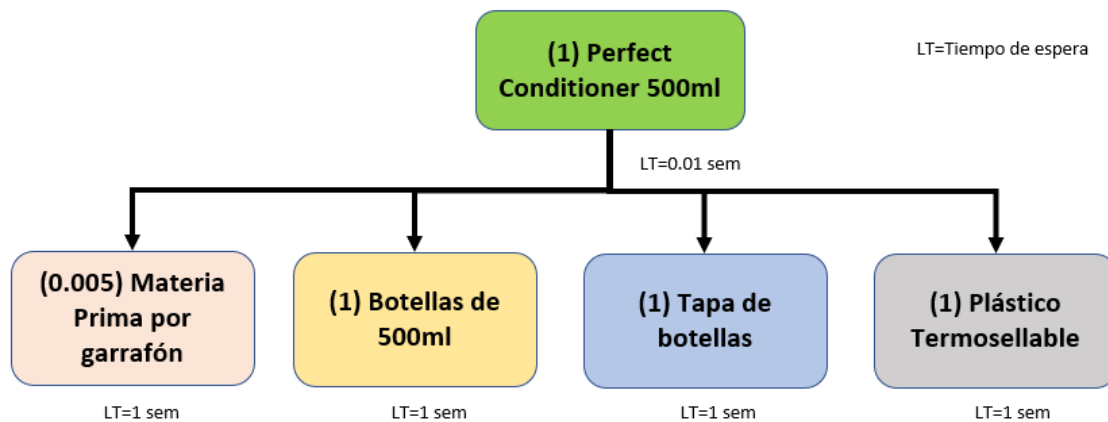 (1) Perfect
Conditioner 500ml
LT=Tiempo de espera
LT=0.01 sem
(0.005) Materia
Prima por
garrafón
(1) Botellas de
500ml
(1) Tapa de
botellas
(1) Plástico
Termosellable
LT=1 sem
LT=1 sem
LT=1 sem
LT=1 sem